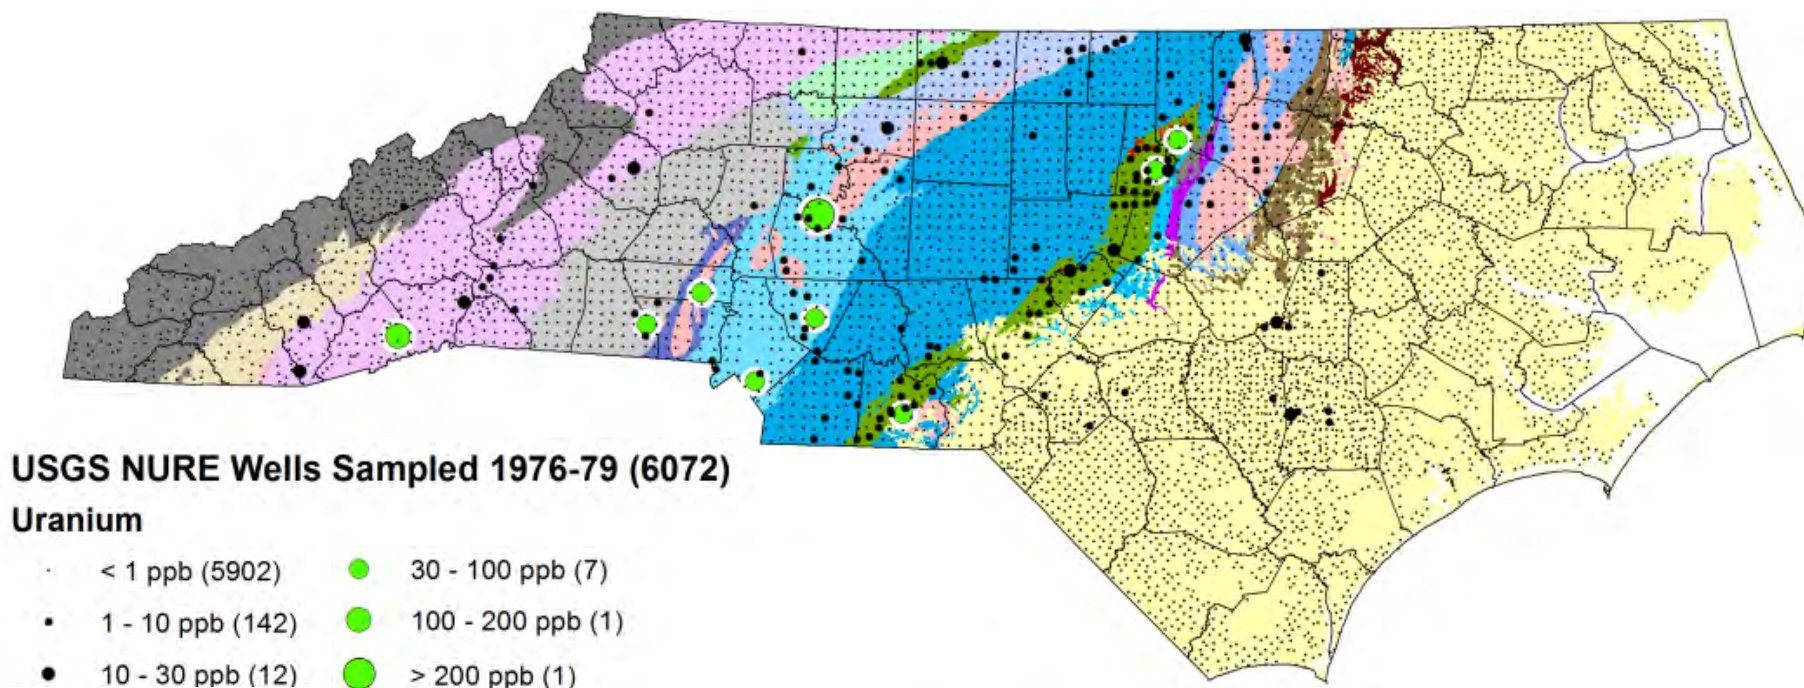 USGS NURE Wells Sampled 1976-79 (6072)
Uranium
< 1 ppb (5902)
1 - 10 ppb (142)
10 - 30 ppb (12)
30 - 100 ppb (7)
100 - 200 ppb (1)
> 200 ppb (1)